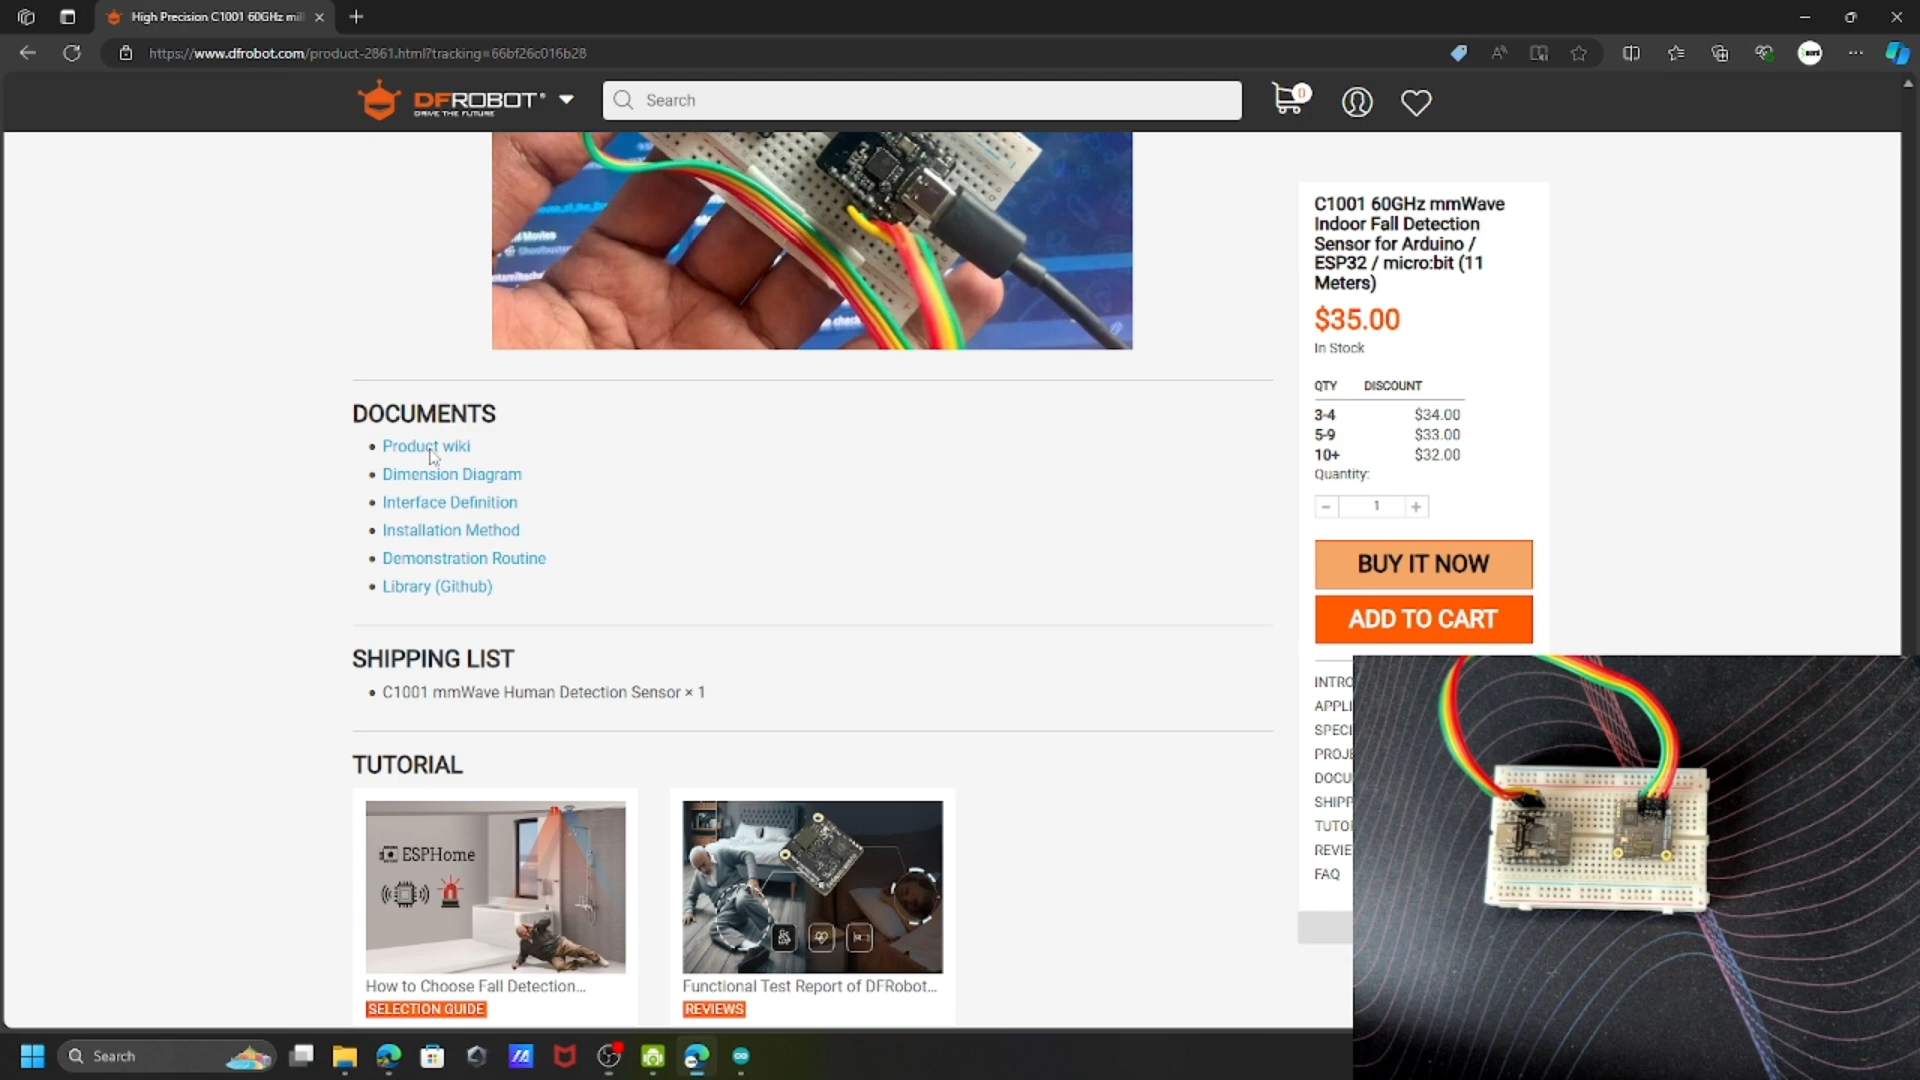 High Precision C1001 60GHz mil
https://www.dfrobot.com/product-2861.html?tracking=66bf26c016b28
DFROBOT
DRIVE THE FUTURE
Search
0
C1001 60GHz mmWave
Indoor Fall Detection
Sensor for Arduino /
ESP32 / micro:bit (11
Meters)
$35.00
In Stock
QTY DISCOUNT
3-4 $34.00
5-9 $33.00
10+ $32.00
Quantity:
− 1 +
BUY IT NOW
ADD TO CART
INTRO
APPLI
SPECI
PROJE
DOCU
SHIPP
TUTO
REVIE
FAQ
DOCUMENTS
Product wiki
Dimension Diagram
Interface Definition
Installation Method
Demonstration Routine
Library (Github)
SHIPPING LIST
C1001 mmWave Human Detection Sensor × 1
TUTORIAL
ESPHome
How to Choose Fall Detection...
SELECTION GUIDE
Functional Test Report of DFRobot...
REVIEWS
Search